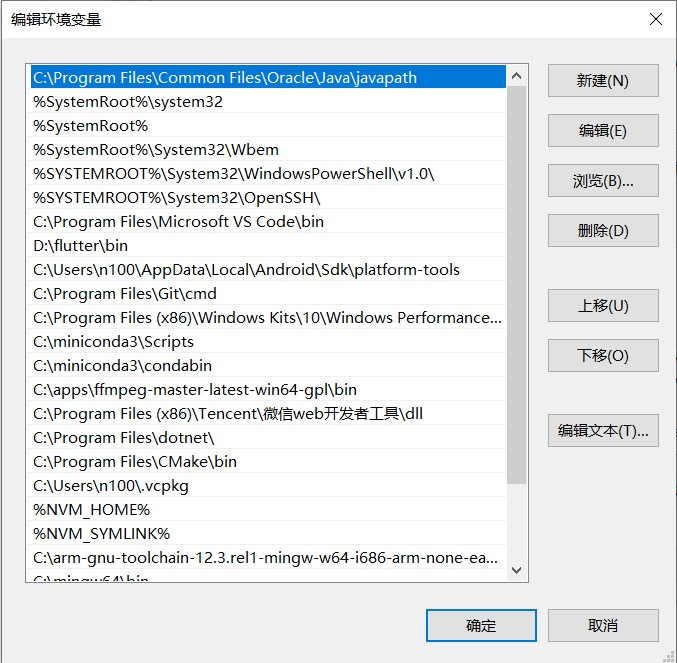 编辑环境变量
C:\Program Files\Common Files\Oracle\Java\javapath
%SystemRoot%\system32
%SystemRoot%
%SystemRoot%\System32\Wbem
%SYSTEMROOT%\System32\WindowsPowerShell\v1.0\
%SYSTEMROOT%\System32\OpenSSH\
C:\Program Files\Microsoft VS Code\bin
D:\flutter\bin
C:\Users\n100\AppData\Local\Android\Sdk\platform-tools
C:\Program Files\Git\cmd
C:\Program Files (x86)\Windows Kits\10\Windows Performance...
C:\miniconda3\Scripts
C:\miniconda3\condabin
C:\apps\ffmpeg-master-latest-win64-gpl\bin
C:\Program Files (x86)\Tencent\微信web开发者工具\dll
C:\Program Files\dotnet\
C:\Program Files\CMake\bin
C:\Users\n100\.vcpkg
%NVM_HOME%
%NVM_SYMLINK%
C:\arm-gnu-toolchain-12.3.rel1-mingw-w64-i686-arm-none-ea...
C:\mingw64\bin
新建(N)
编辑(E)
浏览(B)...
删除(D)
上移(U)
下移(O)
编辑文本(T)...
确定
取消